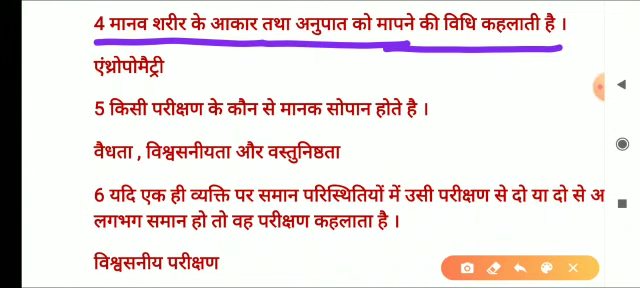 4 मानव शरीर के आकार तथा अनुपात को मापने की विधि कहलाती है ।
एंथ्रोपोमैट्री
5 किसी परीक्षण के कौन से मानक सोपान होते है ।
वैधता , विश्वसनीयता और वस्तुनिष्ठता
6 यदि एक ही व्यक्ति पर समान परिस्थितियों में उसी परीक्षण से दो या दो से अ
लगभग समान हो तो वह परीक्षण कहलाता है ।
विश्वसनीय परीक्षण